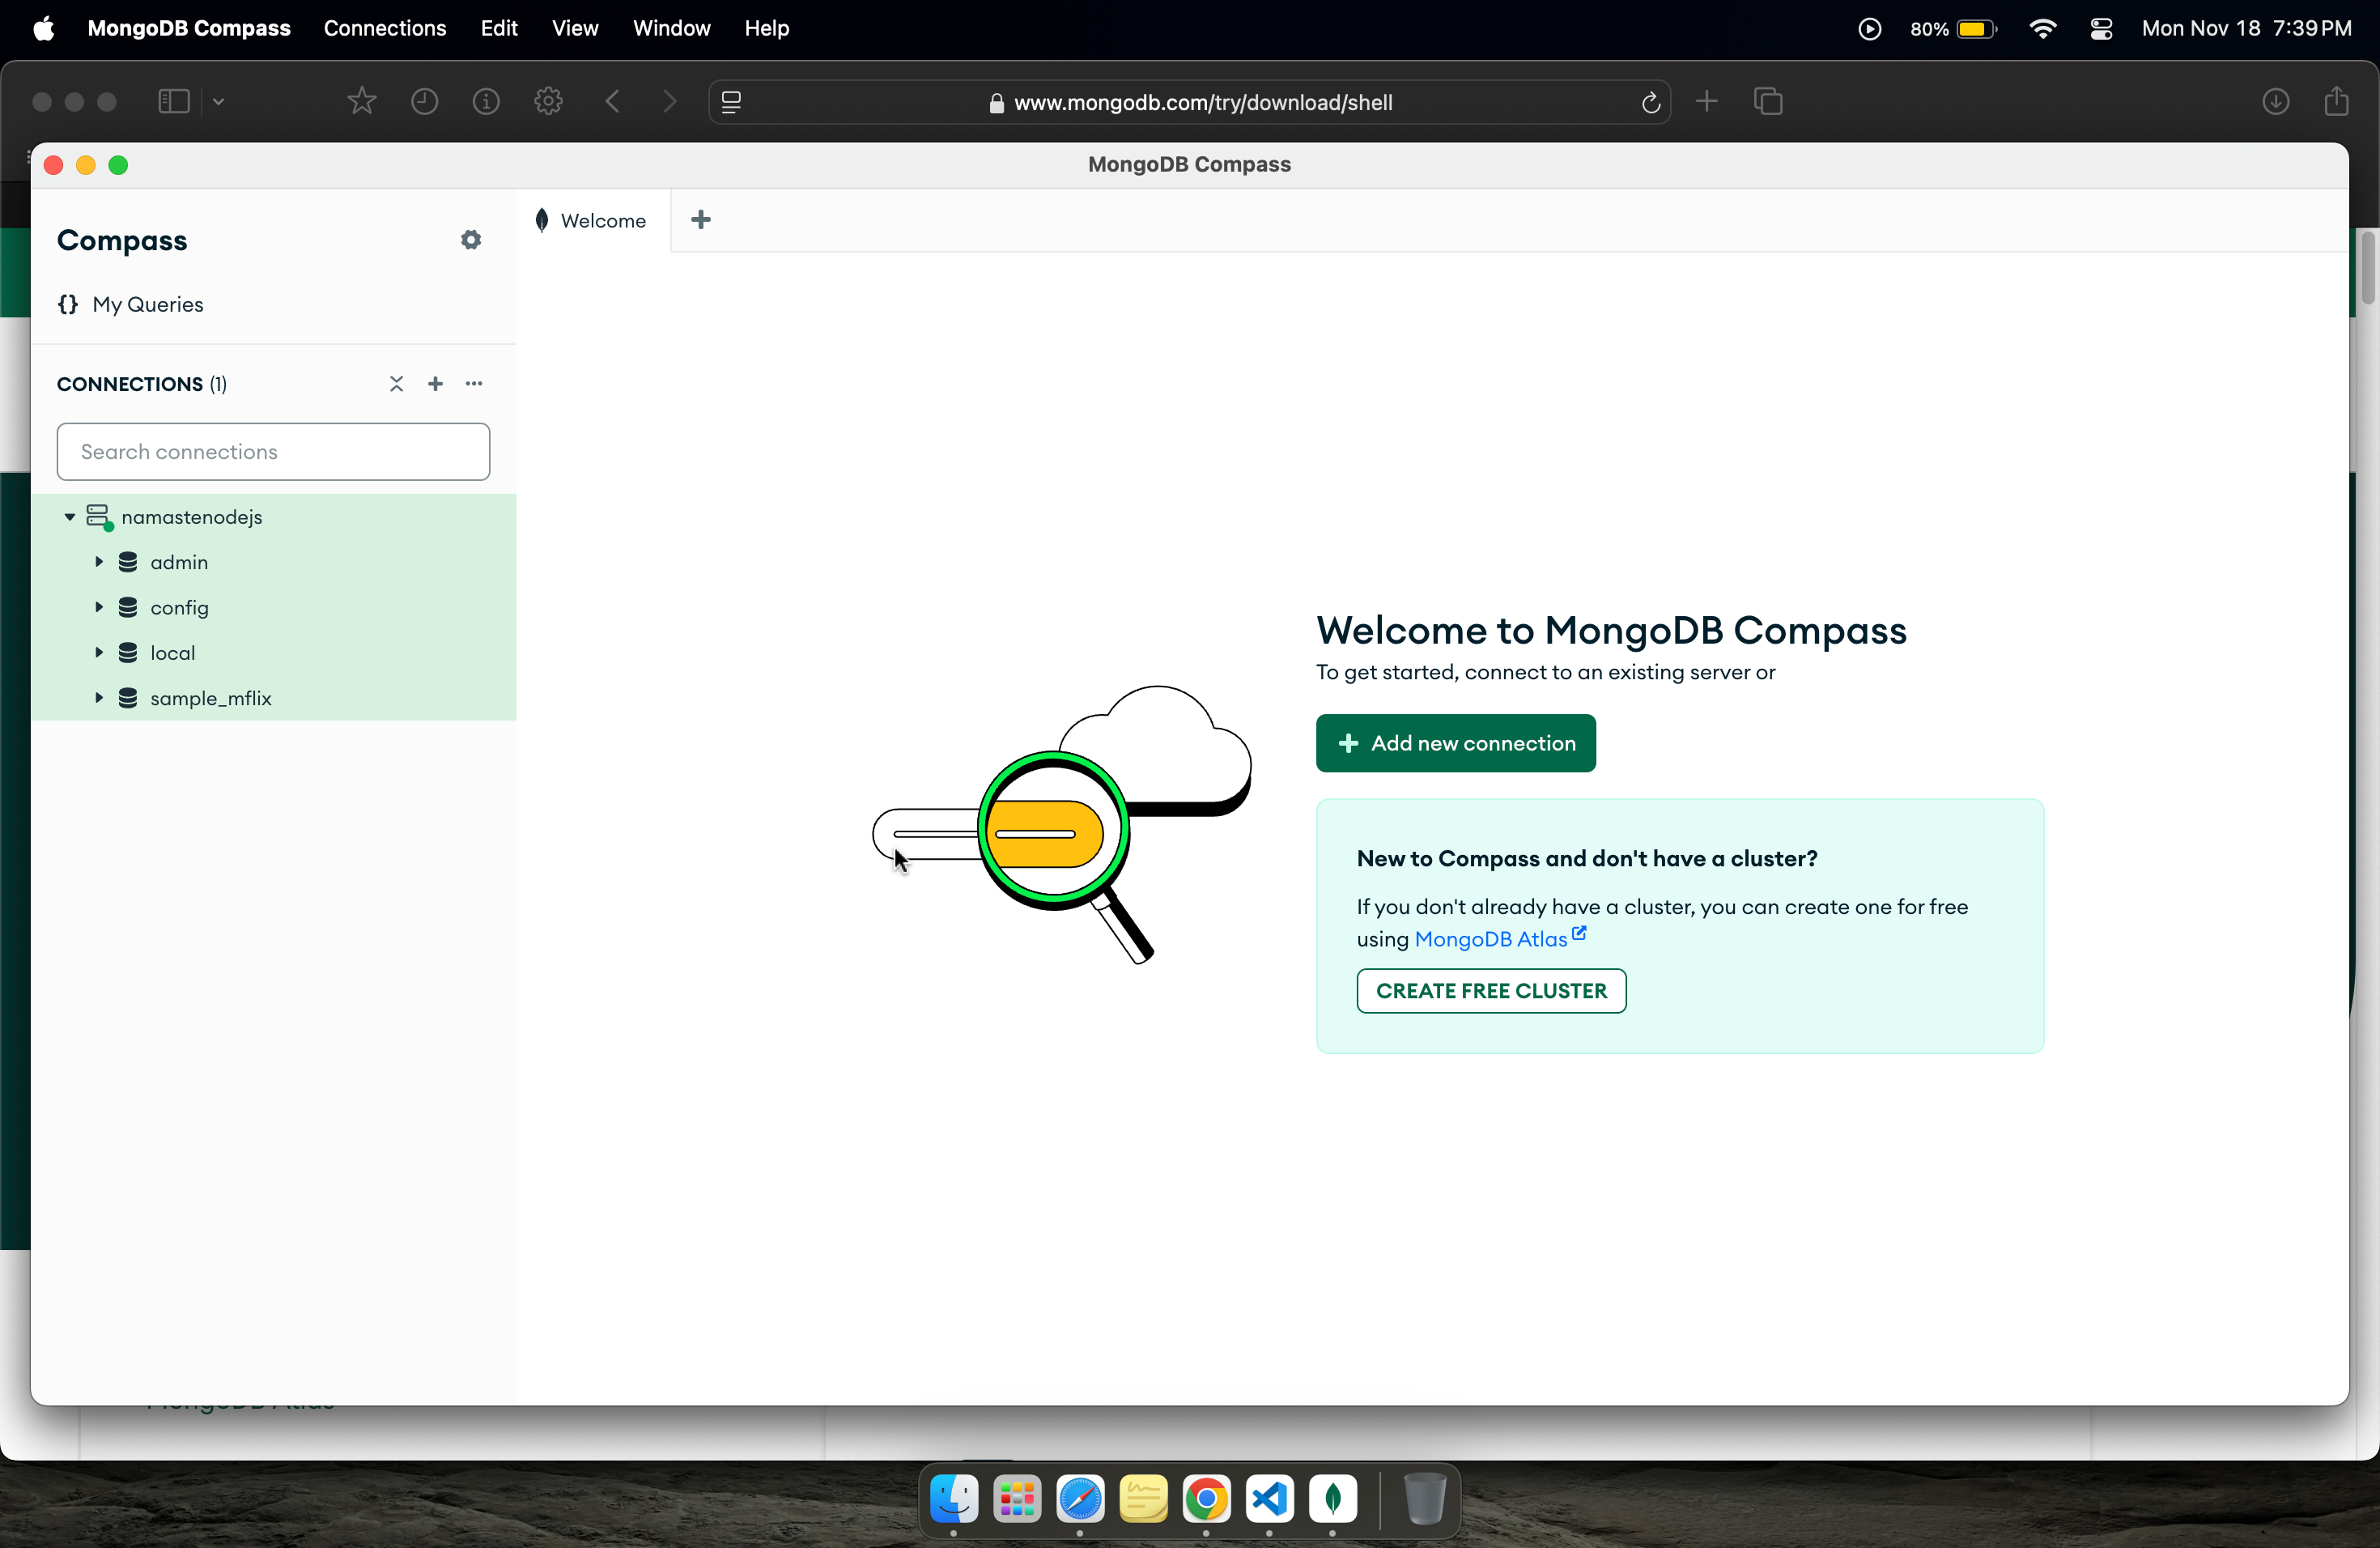 MongoDB Compass Connections Edit View Window Help 80% Mon Nov 18 7:39 PM
www.mongodb.com/try/download/shell
MongoDB Compass
Compass
Welcome
{} My Queries
CONNECTIONS (1)
Search connections
namastenodejs
admin
config
local
sample_mflix
Welcome to MongoDB Compass
To get started, connect to an existing server or
Add new connection
New to Compass and don't have a cluster?
If you don't already have a cluster, you can create one for free
using MongoDB Atlas
CREATE FREE CLUSTER
MongoDB Atlas